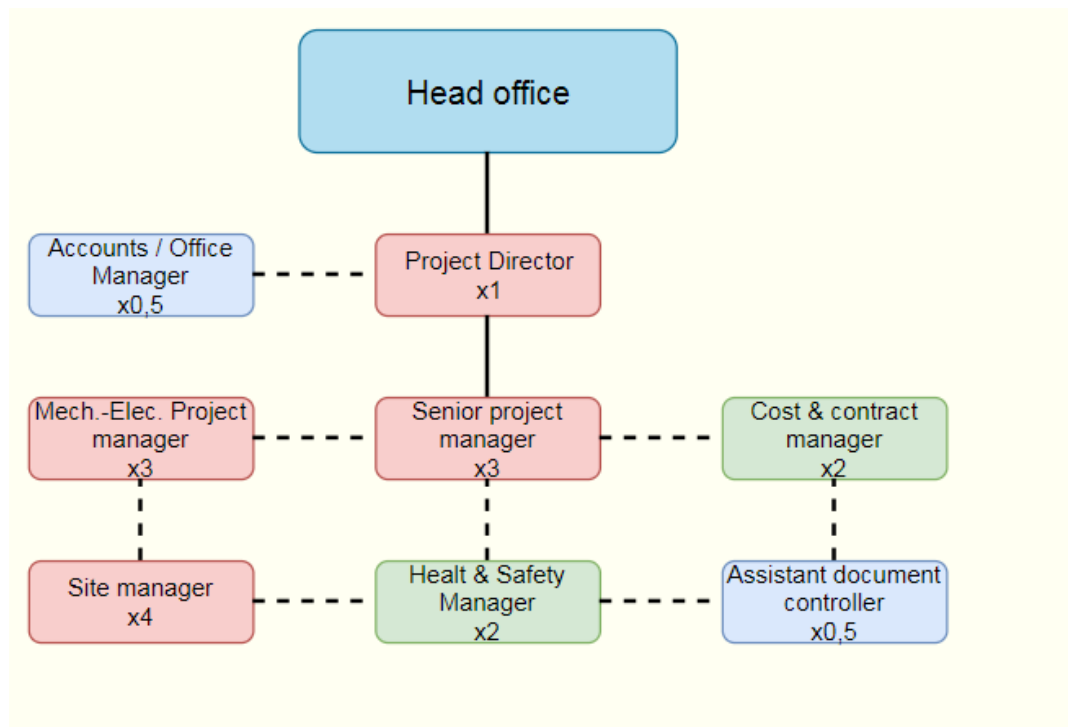 Head office
Accounts / Office
Manager
x0,5
Project Director
x1
Mech.-Elec. Project
manager
x3
Senior project
manager
x3
Cost & contract
manager
x2
Site manager
x4
Healt & Safety
Manager
x2
Assistant document
controller
x0,5